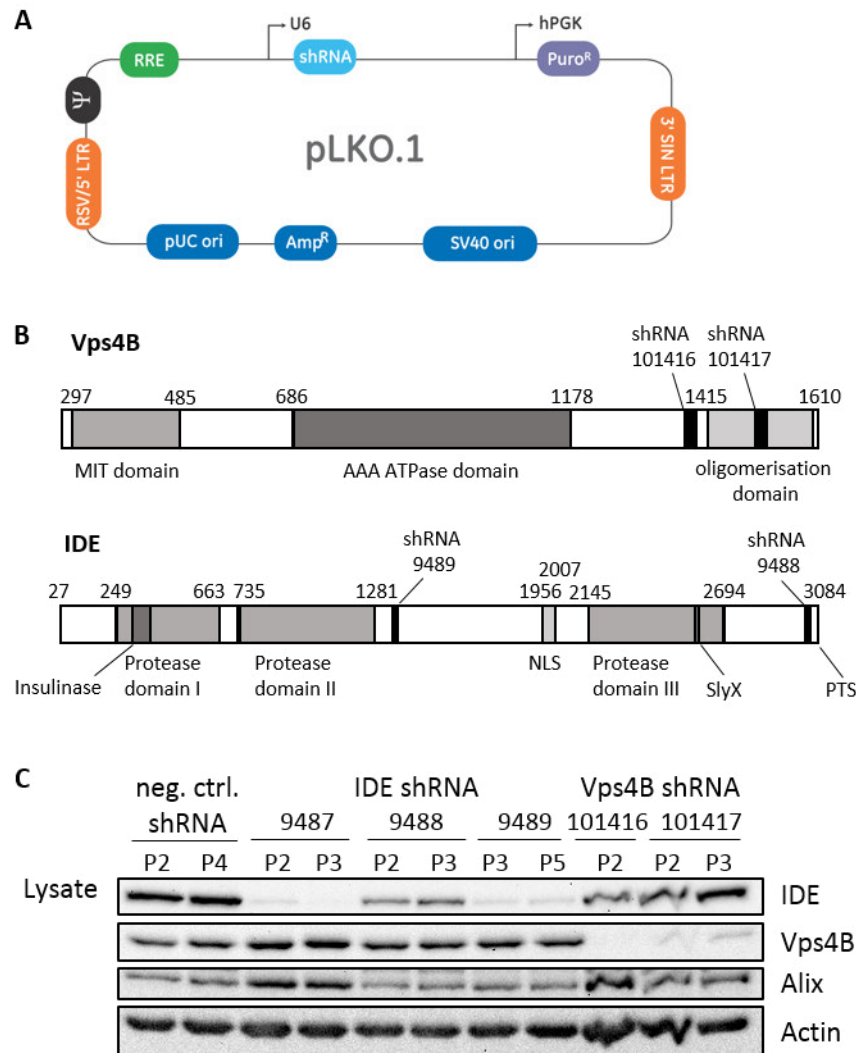 A
U6
hPGK
RRE
shRNA
Puro^R
Ψ
pLKO.1
RSV/5' LTR
3' SIN LTR
pUC ori
Amp^R
SV40 ori
B
Vps4B
shRNA 101416
shRNA 101417
297 485 686 1178 1415 1610
MIT domain
AAA ATPase domain
oligomerisation domain
IDE
shRNA 9489
shRNA 9488
27 249 663 735 1281 1956 2007 2145 2694 3084
Insulinase
Protease domain I
Protease domain II
NLS
Protease domain III
SlyX
PTS
C
neg. ctrl. shRNA
IDE shRNA
Vps4B shRNA
9487 9488 9489 101416 101417
P2 P4 P2 P3 P2 P3 P3 P5 P2 P2 P3
Lysate
IDE
Vps4B
Alix
Actin